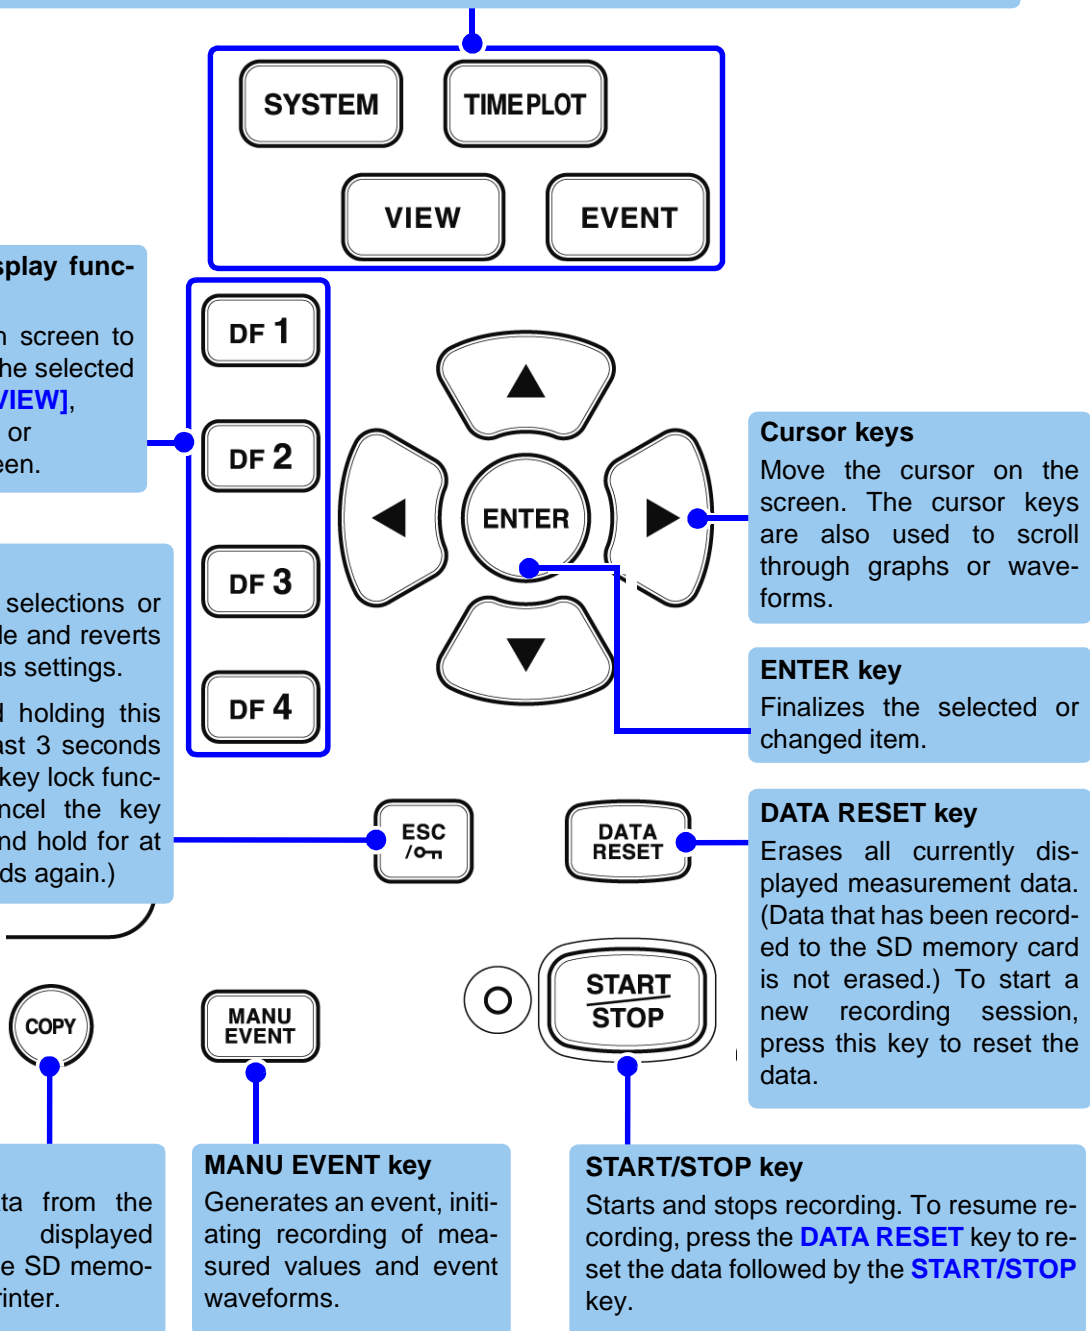 SYSTEM
TIME PLOT
VIEW
EVENT
splay func-
n screen to
he selected
VIEW],
or
een.
DF 1
DF 2
DF 3
DF 4
ENTER
Cursor keys
Move the cursor on the
screen. The cursor keys
are also used to scroll
through graphs or wave-
forms.
selections or
le and reverts
us settings.
d holding this
ast 3 seconds
key lock func-
ncel the key
nd hold for at
ds again.)
ENTER key
Finalizes the selected or
changed item.
ESC
/
DATA
RESET
DATA RESET key
Erases all currently dis-
played measurement data.
(Data that has been record-
ed to the SD memory card
is not erased.) To start a
new recording session,
press this key to reset the
data.
COPY
MANU
EVENT
START
STOP
ta from the
displayed
e SD memo-
rinter.
MANU EVENT key
Generates an event, initi-
ating recording of mea-
sured values and event
waveforms.
START/STOP key
Starts and stops recording. To resume re-
cording, press the DATA RESET key to re-
set the data followed by the START/STOP
key.